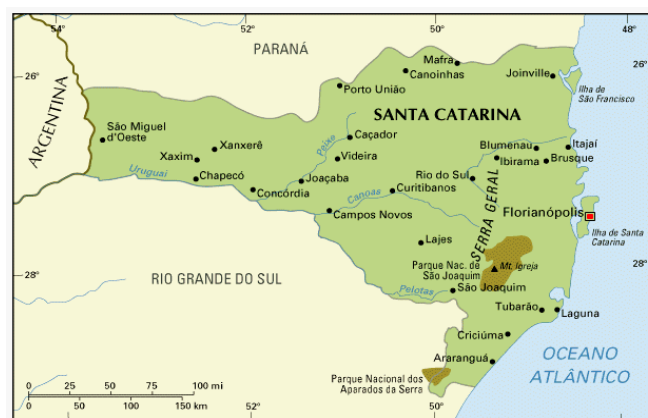 54°
52°
50°
48°
PARANÁ
26°
26°
Mafra
Canoinhas
Joinville
Porto União
Ilha de
São Francisco
ARGENTINA
SANTA CATARINA
São Miguel
d'Oeste
Xanxerê
Caçador
Peixe
Blumenau
Itajaí
Xaxim
Videira
Ibirama
Brusque
Uruguai
Chapecó
Joaçaba
Rio do Sul
Concórdia
Canoas
Curitibanos
SERRA GERAL
Campos Novos
Florianópolis
Lajes
Ilha de Santa
Catarina
Parque Nac. de
São Joaquim
Mt. Igreja
28°
28°
RIO GRANDE DO SUL
Pelotas
São Joaquim
Tubarão
Laguna
Criciúma
Araranguá
OCEANO
ATLÂNTICO
Parque Nacional dos
Aparados da Serra
0 25 50 75 100 mi
0 50 100 150 km
52°
50°